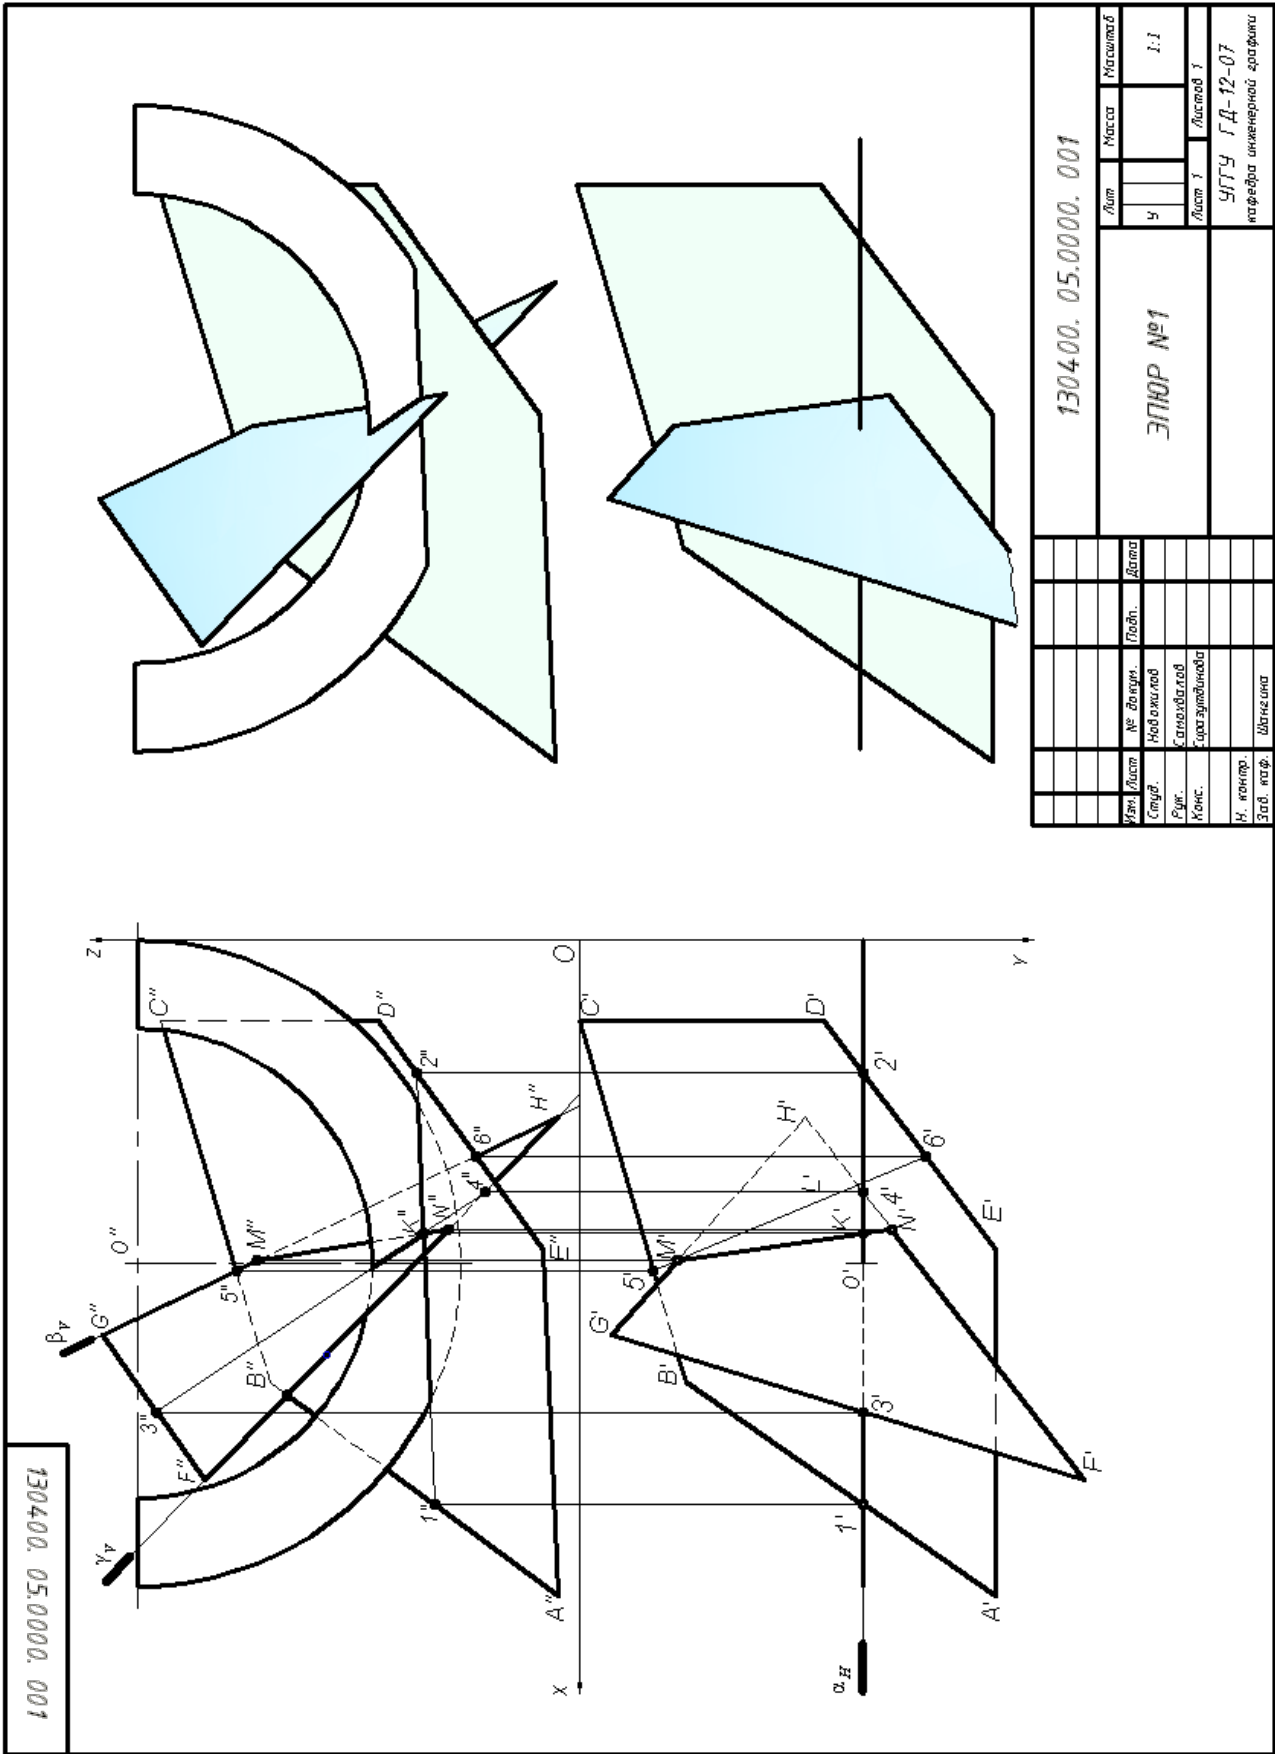 130400. 05.0000. 001
βV
γV
Z
O"
G"
3"
F"
5"
M"
B"
C"
D"
2"
K"
N"
1"
4"
6"
H"
E"
A"
X
O
C'
G'
5'
M'
B'
H'
L'
D'
1'
3'
O'
K'
4'
2'
αH
N'
6'
A'
E'
F'
Y
130400. 05.0000. 001
Изм. Лист № докум. Подп. Дата
Студ. Новожилов
Рук. Самохвалов
Конс. Сиразутдинова
Н. контр.
Зав. каф. Шангина
ЭПЮР №1
Лит Масса Масштаб
У 1:1
Лист 1 Листов 1
УГГУ ГД-12-07
кафедра инженерной графики